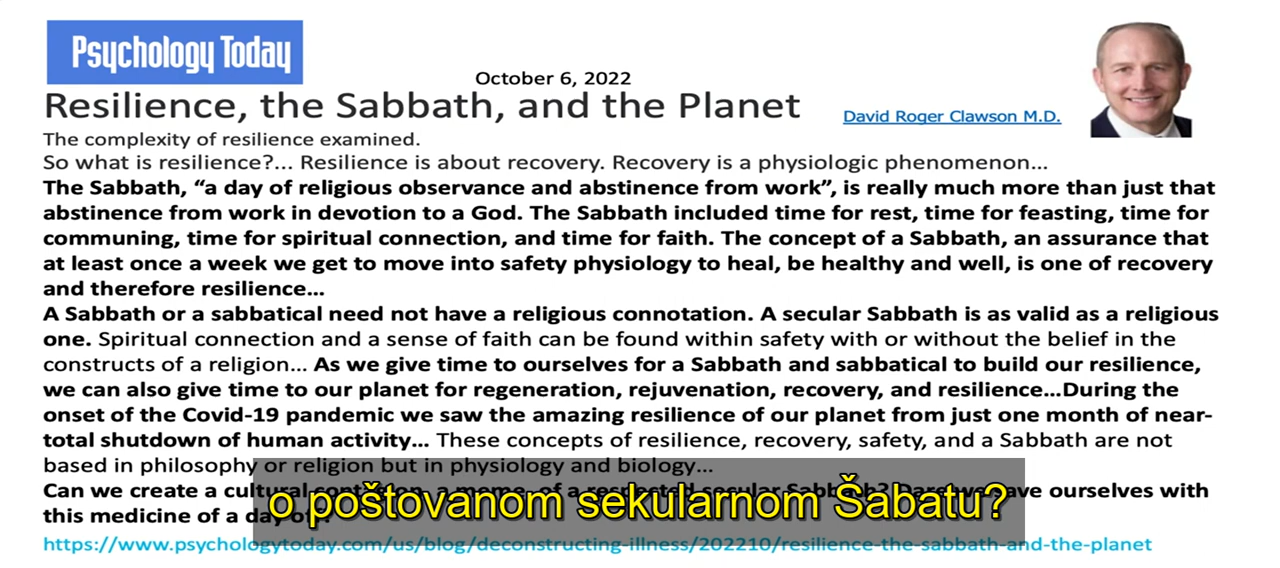 Psychology Today
October 6, 2022
Resilience, the Sabbath, and the Planet
David Roger Clawson M.D.
The complexity of resilience examined.
So what is resilience?... Resilience is about recovery. Recovery is a physiologic phenomenon...
The Sabbath, “a day of religious observance and abstinence from work”, is really much more than just that
abstinence from work in devotion to a God. The Sabbath included time for rest, time for feasting, time for
communing, time for spiritual connection, and time for faith. The concept of a Sabbath, an assurance that
at least once a week we get to move into safety physiology to heal, be healthy and well, is one of recovery
and therefore resilience...
A Sabbath or a sabbatical need not have a religious connotation. A secular Sabbath is as valid as a religious
one. Spiritual connection and a sense of faith can be found within safety with or without the belief in the
constructs of a religion... As we give time to ourselves for a Sabbath and sabbatical to build our resilience,
we can also give time to our planet for regeneration, rejuvenation, recovery, and resilience...During the
onset of the Covid-19 pandemic we saw the amazing resilience of our planet from just one month of near-
total shutdown of human activity... These concepts of resilience, recovery, safety, and a Sabbath are not
based in philosophy or religion but in physiology and biology...
Can we create a cultural a meme, of a respected secular Sabbath? ourselves with
this medicine of a day
o poštovanom sekularnom Šabatu?
https://www.psychologytoday.com/us/blog/deconstructing-illness/202210/resilience-the-sabbath-and-the-planet